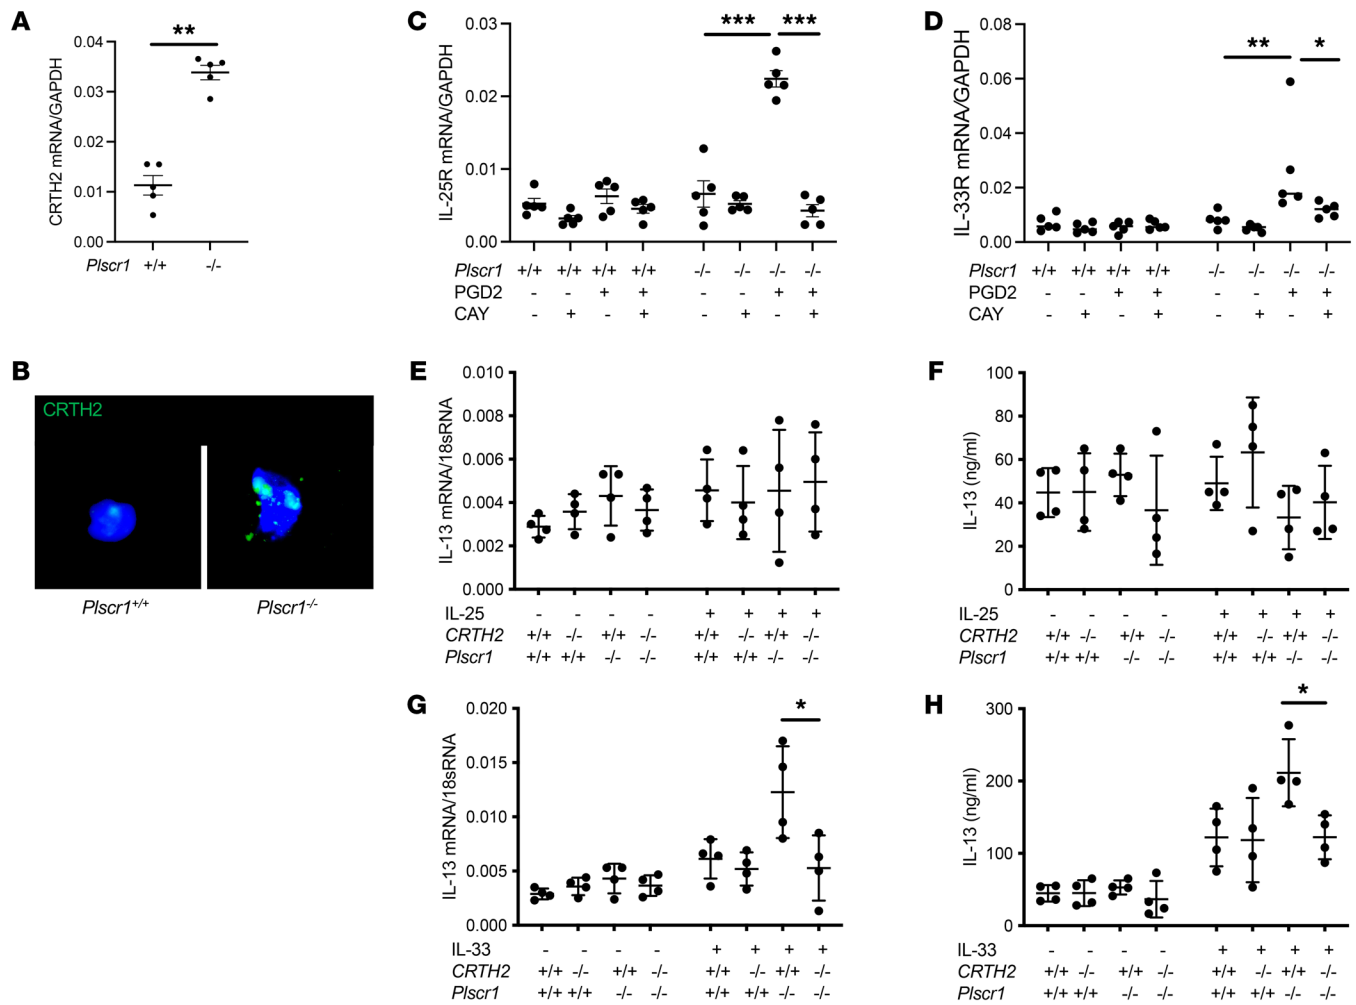 A
**
CRTH2 mRNA/GAPDH
0.04
0.03
0.02
0.01
0.00
Plscr1 +/+ -/-
C
*** ***
IL-25R mRNA/GAPDH
0.03
0.02
0.01
0.00
Plscr1 +/+ +/+ +/+ +/+ -/- -/- -/- -/-
PGD2 - - + + - - + +
CAY - + - + - + - +
D
** *
IL-33R mRNA/GAPDH
0.08
0.06
0.04
0.02
0.00
Plscr1 +/+ +/+ +/+ +/+ -/- -/- -/- -/-
PGD2 - - + + - - + +
CAY - + - + - + - +
B
CRTH2
Plscr1+/+ Plscr1-/-
E
IL-13 mRNA/18sRNA
0.010
0.008
0.006
0.004
0.002
0.000
IL-25 - - - - + + + +
CRTH2 +/+ -/- +/+ -/- +/+ -/- +/+ -/-
Plscr1 +/+ +/+ -/- -/- +/+ +/+ -/- -/-
F
IL-13 (ng/ml)
100
80
60
40
20
0
IL-25 - - - - + + + +
CRTH2 +/+ -/- +/+ -/- +/+ -/- +/+ -/-
Plscr1 +/+ +/+ -/- -/- +/+ +/+ -/- -/-
G
*
IL-13 mRNA/18sRNA
0.020
0.015
0.010
0.005
0.000
IL-33 - - - - + + + +
CRTH2 +/+ -/- +/+ -/- +/+ -/- +/+ -/-
Plscr1 +/+ +/+ -/- -/- +/+ +/+ -/- -/-
H
*
IL-13 (ng/ml)
300
200
100
0
IL-33 - - - - + + + +
CRTH2 +/+ -/- +/+ -/- +/+ -/- +/+ -/-
Plscr1 +/+ +/+ -/- -/- +/+ +/+ -/- -/-